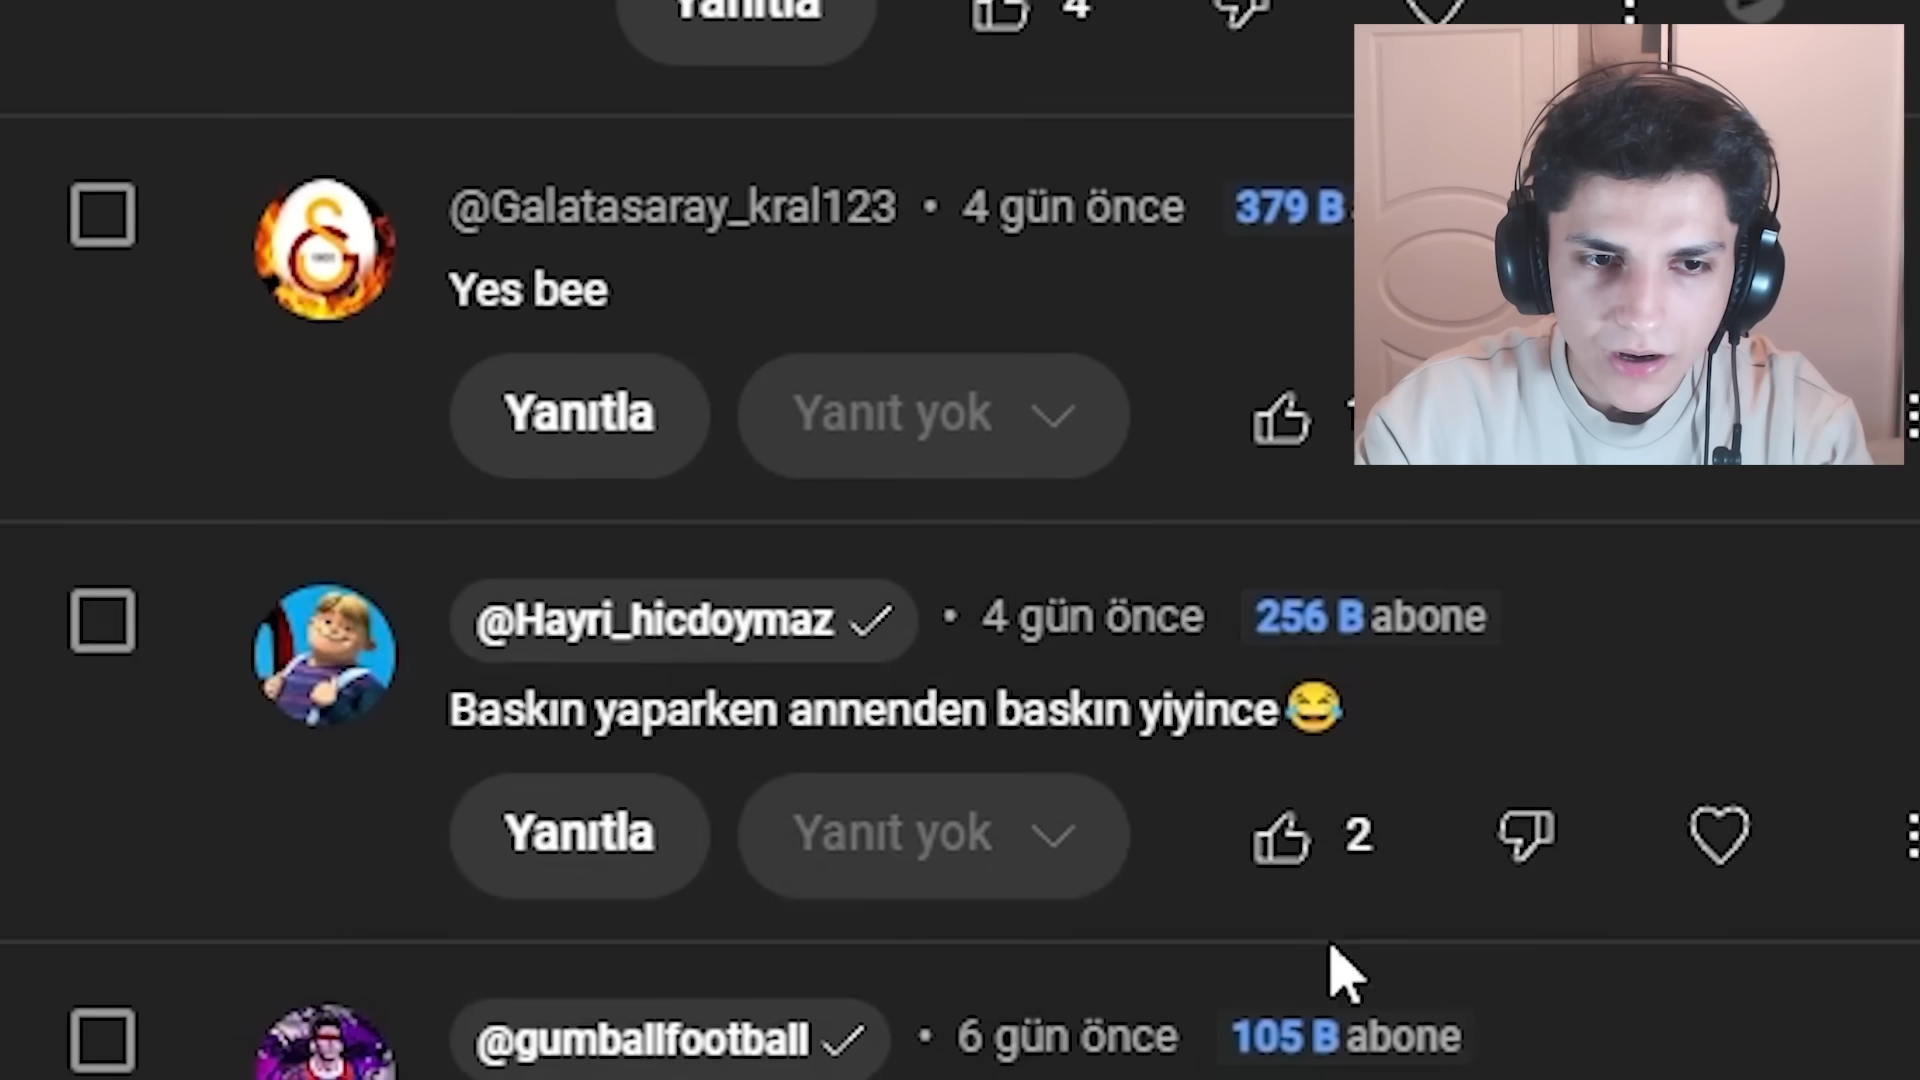 Yanıtla 4
@Galatasaray_kral123 • 4 gün önce 379 B
Yes bee
Yanıtla Yanıt yok
@Hayri_hicdoymaz • 4 gün önce 256 B abone
Baskın yaparken annenden baskın yiyince😂
Yanıtla Yanıt yok 2
@gumballfootball • 6 gün önce 105 B abone